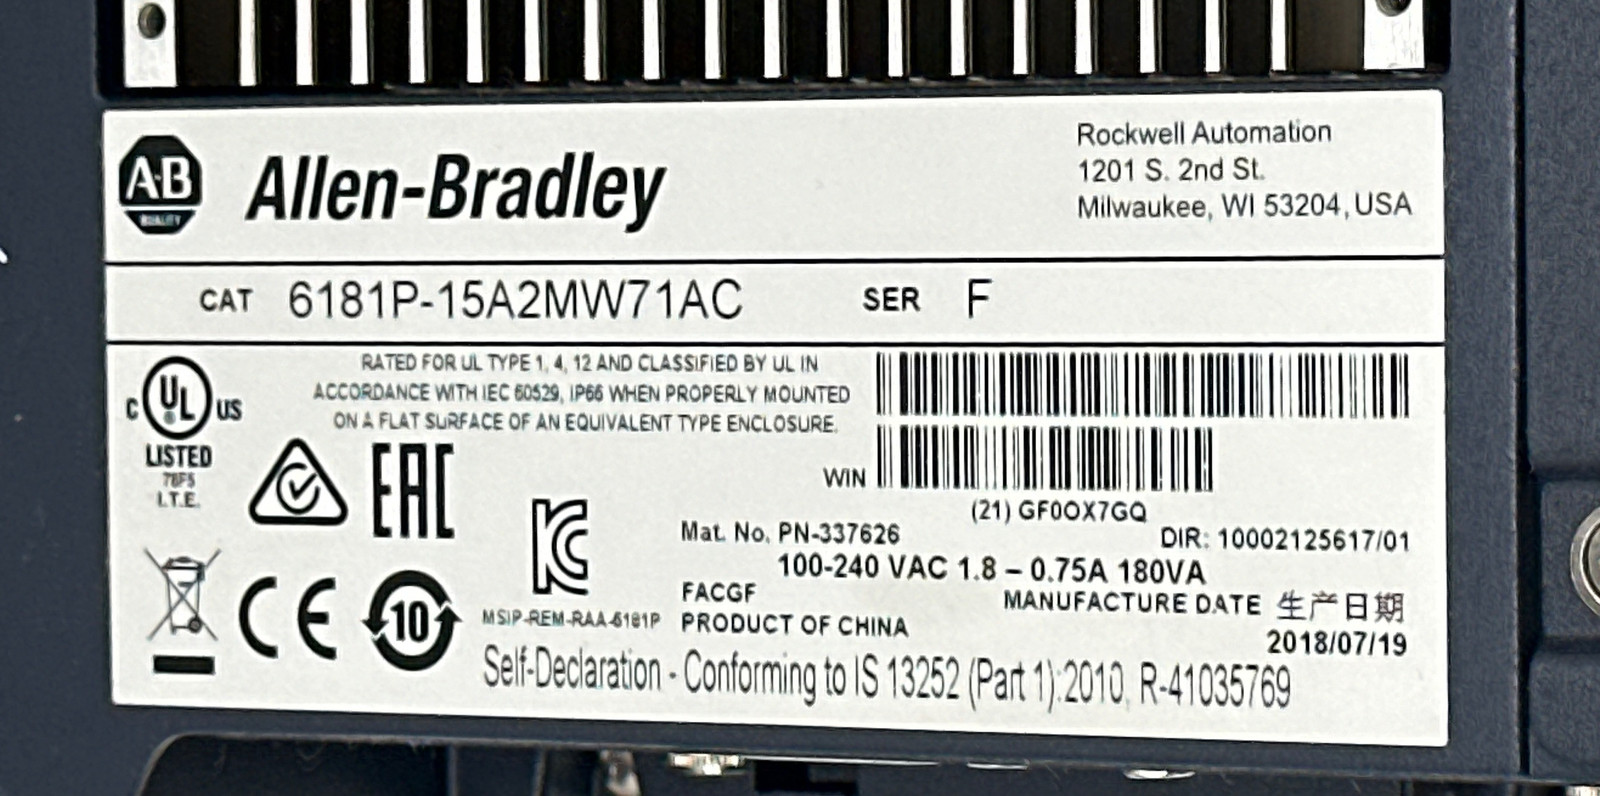 Rockwell Automation
1201 S. 2nd St.
Milwaukee, WI 53204, USA
A-B
QUALITY
Allen-Bradley
CAT 6181P-15A2MW71AC SER F
RATED FOR UL TYPE 1, 4, 12 AND CLASSIFIED BY UL IN
ACCORDANCE WITH IEC 60529, IP66 WHEN PROPERLY MOUNTED
ON A FLAT SURFACE OF AN EQUIVALENT TYPE ENCLOSURE.
C UL US
LISTED
78F5
I.T.E.
EAC
WIN
(21) GF0OX7GQ
Mat. No. PN-337626 DIR: 10002125617/01
100-240 VAC 1.8 – 0.75A 180VA
FACGF
MANUFACTURE DATE 生产日期
CE
10
MSIP-REM-RAA-6181P
PRODUCT OF CHINA
2018/07/19
Self-Declaration - Conforming to IS 13252 (Part 1):2010, R-41035769